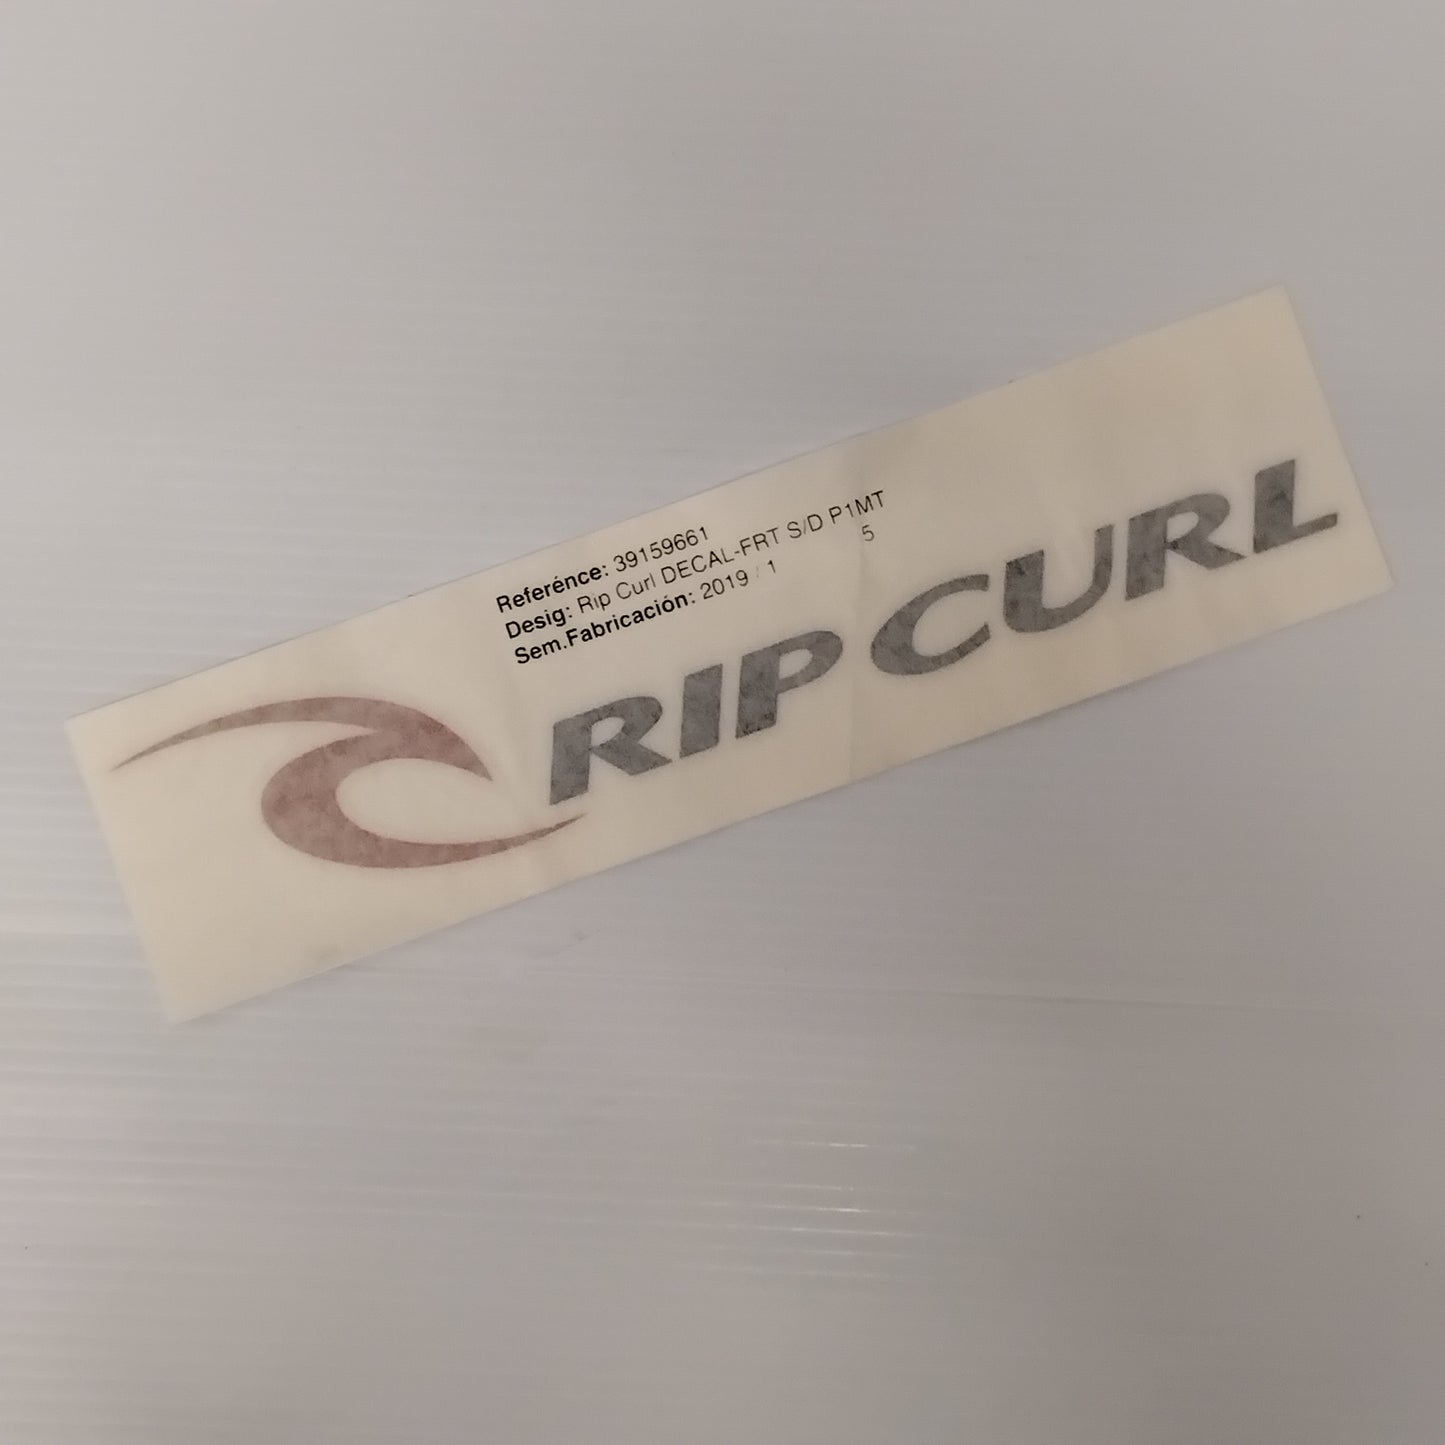 Referénce: 39159661
Desig: Rip Curl DECAL-FRT S/D P1MT
5
Sem.Fabricación: 2019 / 1
RIP CURL